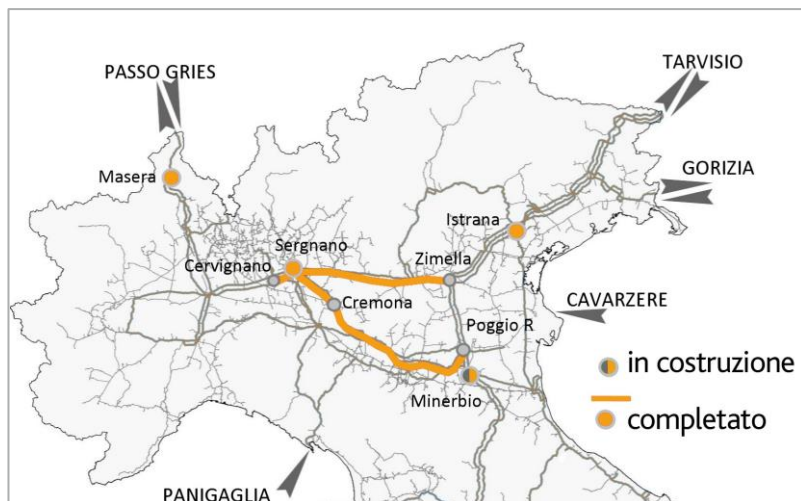 PASSO GRIES
TARVISIO
Masera
GORIZIA
Istrana
Sergnano
Zimella
Cervignano
Cremona
CAVARZERE
Poggio R
in costruzione
Minerbio
completato
PANIGAGLIA